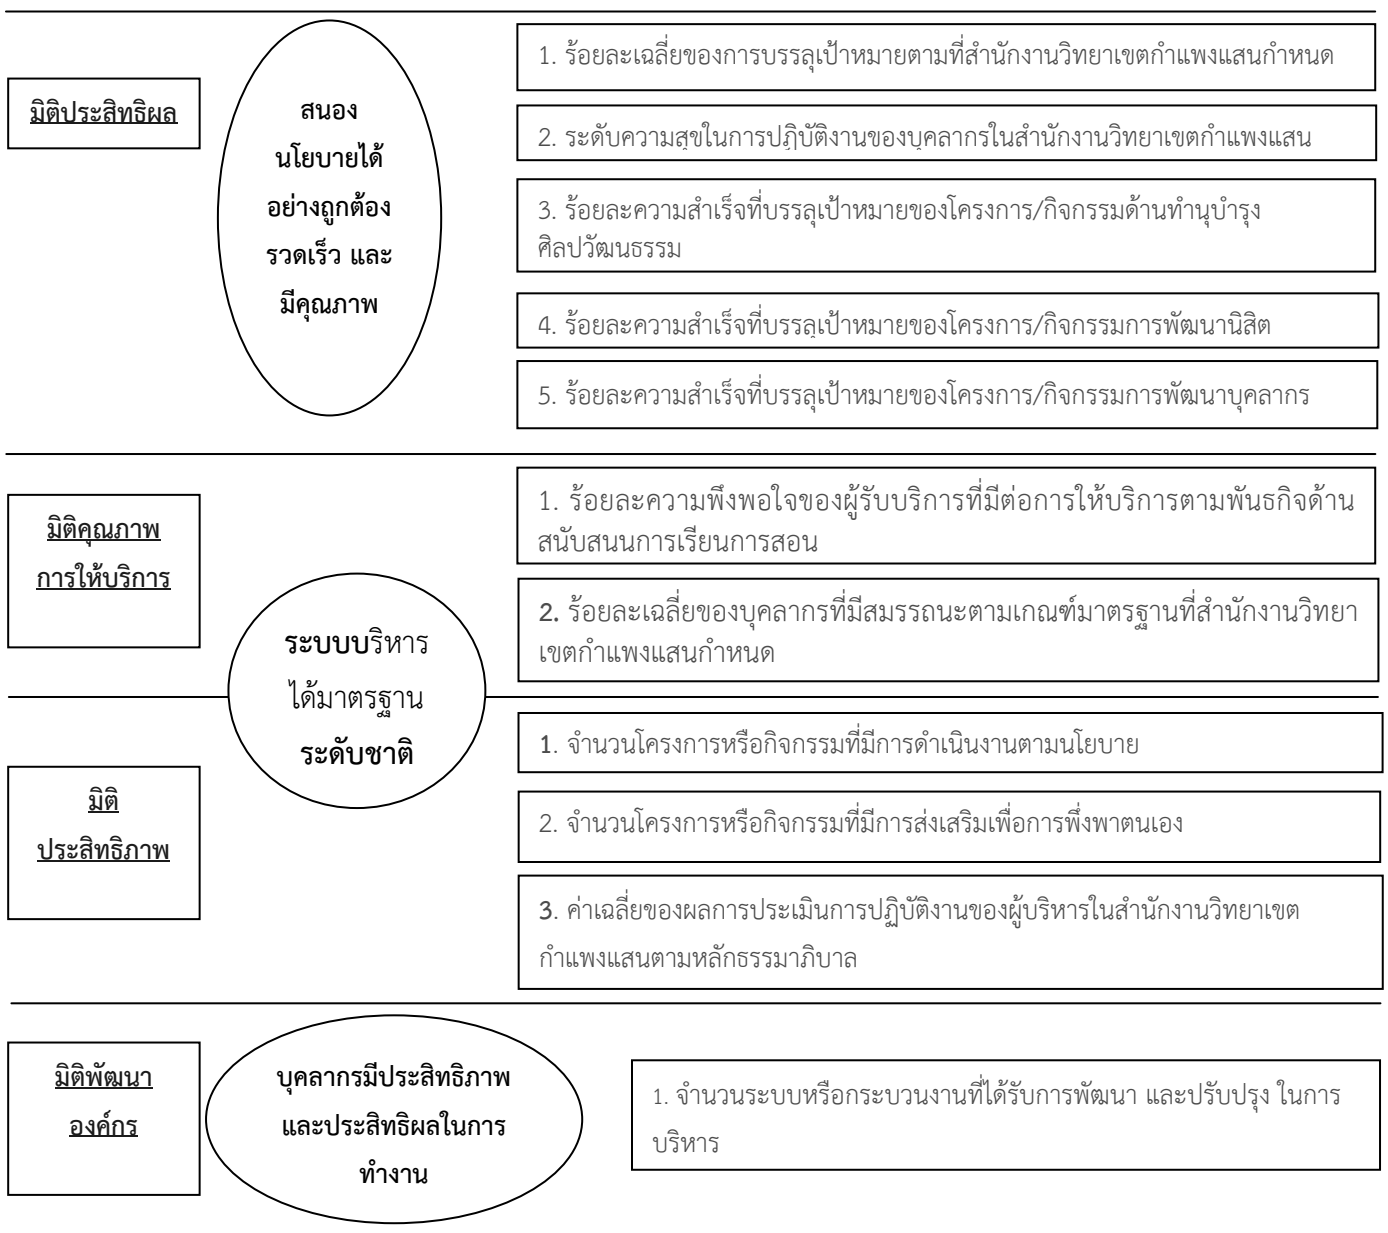 มิติประสิทธิผล
สนอง
นโยบายได้
อย่างถูกต้อง
รวดเร็ว และ
มีคุณภาพ
1. ร้อยละเฉลี่ยของการบรรลุเป้าหมายตามที่สำนักงานวิทยาเขตกำแพงแสนกำหนด
2. ระดับความสุขในการปฏิบัติงานของบุคลากรในสำนักงานวิทยาเขตกำแพงแสน
3. ร้อยละความสำเร็จที่บรรลุเป้าหมายของโครงการ/กิจกรรมด้านทำนุบำรุง
ศิลปวัฒนธรรม
4. ร้อยละความสำเร็จที่บรรลุเป้าหมายของโครงการ/กิจกรรมการพัฒนานิสิต
5. ร้อยละความสำเร็จที่บรรลุเป้าหมายของโครงการ/กิจกรรมการพัฒนาบุคลากร
มิติคุณภาพ
การให้บริการ
ระบบบริหาร
ได้มาตรฐาน
ระดับชาติ
1. ร้อยละความพึงพอใจของผู้รับบริการที่มีต่อการให้บริการตามพันธกิจด้าน
สนับสนนการเรียนการสอน
2. ร้อยละเฉลี่ยของบุคลากรที่มีสมรรถนะตามเกณฑ์มาตรฐานที่สำนักงานวิทยา
เขตกำแพงแสนกำหนด
มิติ
ประสิทธิภาพ
1. จำนวนโครงการหรือกิจกรรมที่มีการดำเนินงานตามนโยบาย
2. จำนวนโครงการหรือกิจกรรมที่มีการส่งเสริมเพื่อการพึ่งพาตนเอง
3. ค่าเฉลี่ยของผลการประเมินการปฏิบัติงานของผู้บริหารในสำนักงานวิทยาเขต
กำแพงแสนตามหลักธรรมาภิบาล
มิติพัฒนา
องค์กร
บุคลากรมีประสิทธิภาพ
และประสิทธิผลในการ
ทำงาน
1. จำนวนระบบหรือกระบวนงานที่ได้รับการพัฒนา และปรับปรุง ในการ
บริหาร